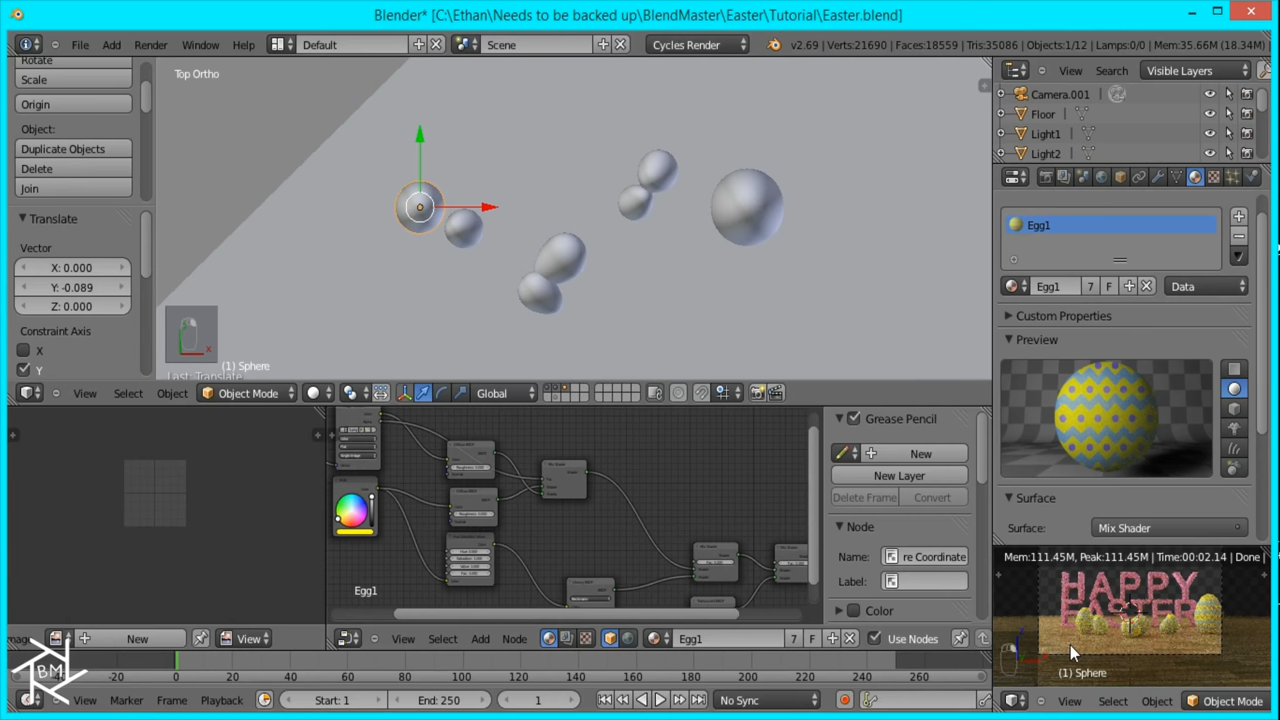 Blender* [C:\Ethan\Needs to be backed up\BlendMaster\Easter\Tutorial\Easter.blend]
File Add Render Window Help Default Scene Cycles Render v2.69 | Verts:21690 | Faces:18559 | Tris:35086 | Objects:1/12 | Lamps:0/0 | Mem:35.66M (18.34M)
Rotate
Scale
Origin
Object:
Duplicate Objects
Delete
Join
Translate
Vector
X: 0.000
Y: -0.089
Z: 0.000
Constraint Axis
X
Y
Top Ortho
(1) Sphere
Last: Translate
View Select Object Object Mode Global
View Search Visible Layers
Camera.001
Floor
Light1
Light2
Egg1
Egg1 7 F Data
Custom Properties
Preview
Surface
Surface: Mix Shader
Egg1
Grease Pencil
New
New Layer
Delete Frame Convert
Node
Name: re Coordinate
Label:
Color
New View
View Select Add Node Egg1 7 F Use Nodes
Mem:111.45M, Peak:111.45M | Time:00:02.14 | Done |
HAPPY
EASTER
(1) Sphere
-20 0 20 40 60 80 100 120 140 160 180 200 220 240 260 280
View Marker Frame Playback Start: 1 End: 250 1 No Sync
View Select Object Object Mode
BM